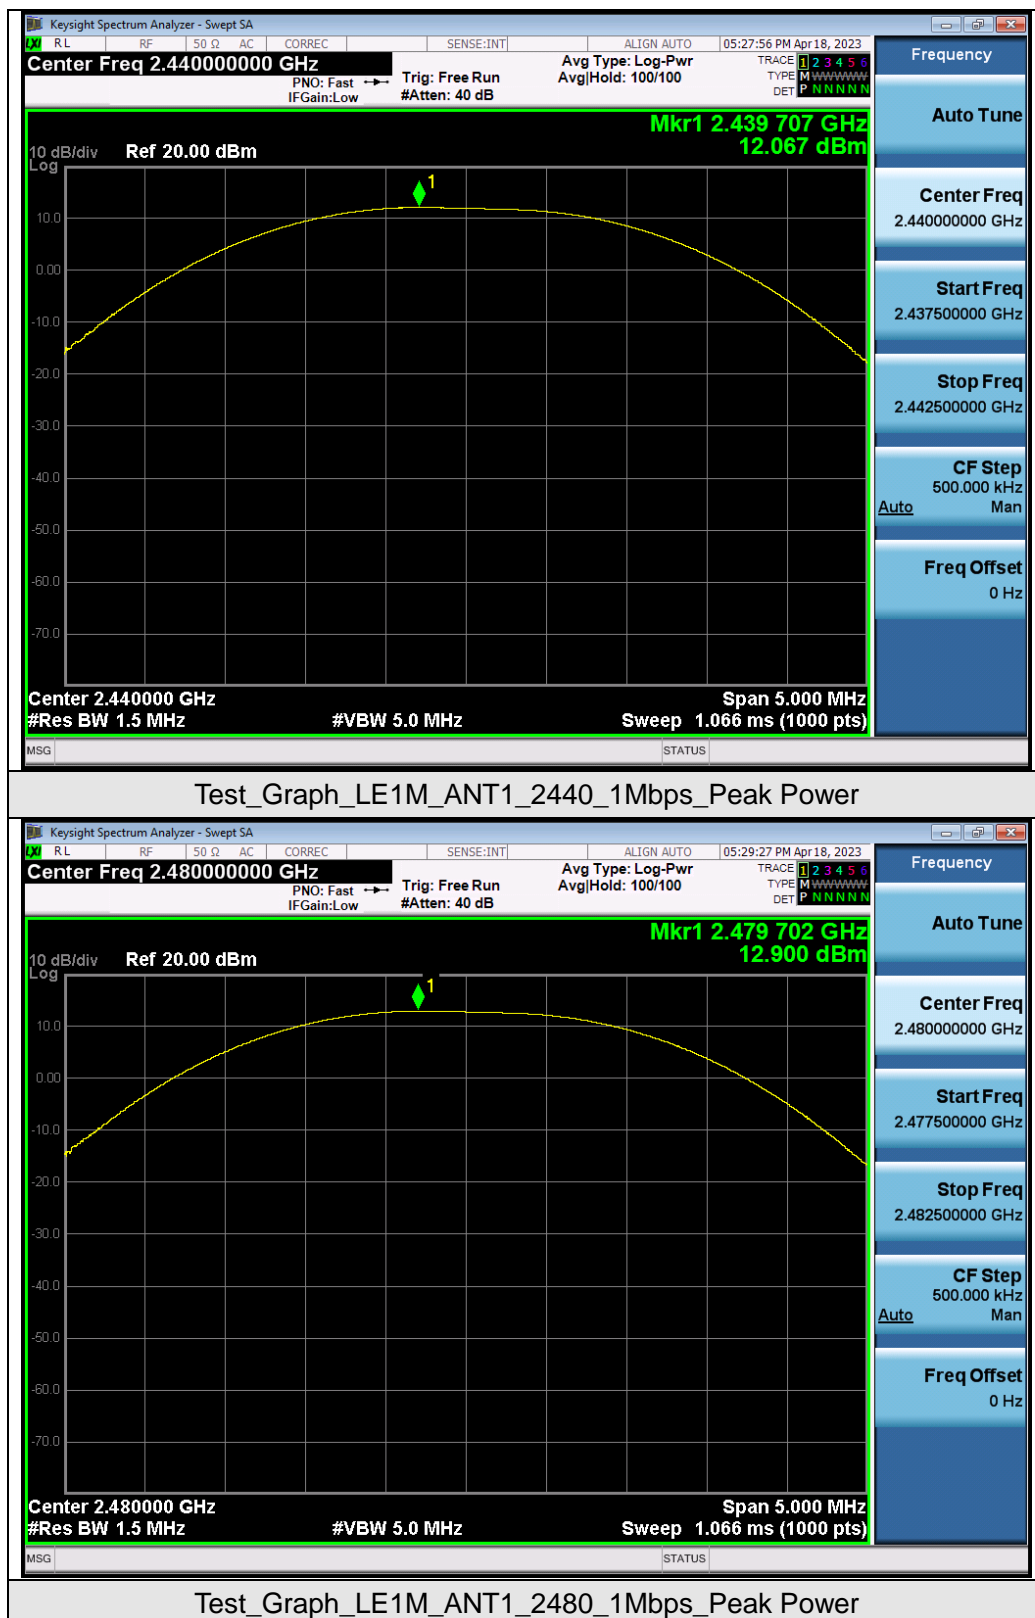 Keysight Spectrum Analyzer - Swept SA
LXI RL RF 50 Ω AC CORREC SENSE:INT ALIGN AUTO 05:27:56 PM Apr 18, 2023
Center Freq 2.440000000 GHz
PNO: Fast
IFGain:Low
Trig: Free Run
#Atten: 40 dB
Avg Type: Log-Pwr
Avg|Hold: 100/100
TRACE 1 2 3 4 5 6
TYPE M WWWWW
DET P N N N N N
Frequency
Mkr1 2.439 707 GHz
12.067 dBm
10 dB/div Ref 20.00 dBm
Log
1
10.0
0.00
-10.0
-20.0
-30.0
-40.0
-50.0
-60.0
-70.0
Auto Tune
Center Freq
2.440000000 GHz
Start Freq
2.437500000 GHz
Stop Freq
2.442500000 GHz
CF Step
500.000 kHz
Auto Man
Freq Offset
0 Hz
Center 2.440000 GHz Span 5.000 MHz
#Res BW 1.5 MHz #VBW 5.0 MHz Sweep 1.066 ms (1000 pts)
MSG STATUS
Test_Graph_LE1M_ANT1_2440_1Mbps_Peak Power
Keysight Spectrum Analyzer - Swept SA
LXI RL RF 50 Ω AC CORREC SENSE:INT ALIGN AUTO 05:29:27 PM Apr 18, 2023
Center Freq 2.480000000 GHz
PNO: Fast
IFGain:Low
Trig: Free Run
#Atten: 40 dB
Avg Type: Log-Pwr
Avg|Hold: 100/100
TRACE 1 2 3 4 5 6
TYPE M WWWWW
DET P N N N N N
Frequency
Mkr1 2.479 702 GHz
12.900 dBm
10 dB/div Ref 20.00 dBm
Log
1
10.0
0.00
-10.0
-20.0
-30.0
-40.0
-50.0
-60.0
-70.0
Auto Tune
Center Freq
2.480000000 GHz
Start Freq
2.477500000 GHz
Stop Freq
2.482500000 GHz
CF Step
500.000 kHz
Auto Man
Freq Offset
0 Hz
Center 2.480000 GHz Span 5.000 MHz
#Res BW 1.5 MHz #VBW 5.0 MHz Sweep 1.066 ms (1000 pts)
MSG STATUS
Test_Graph_LE1M_ANT1_2480_1Mbps_Peak Power